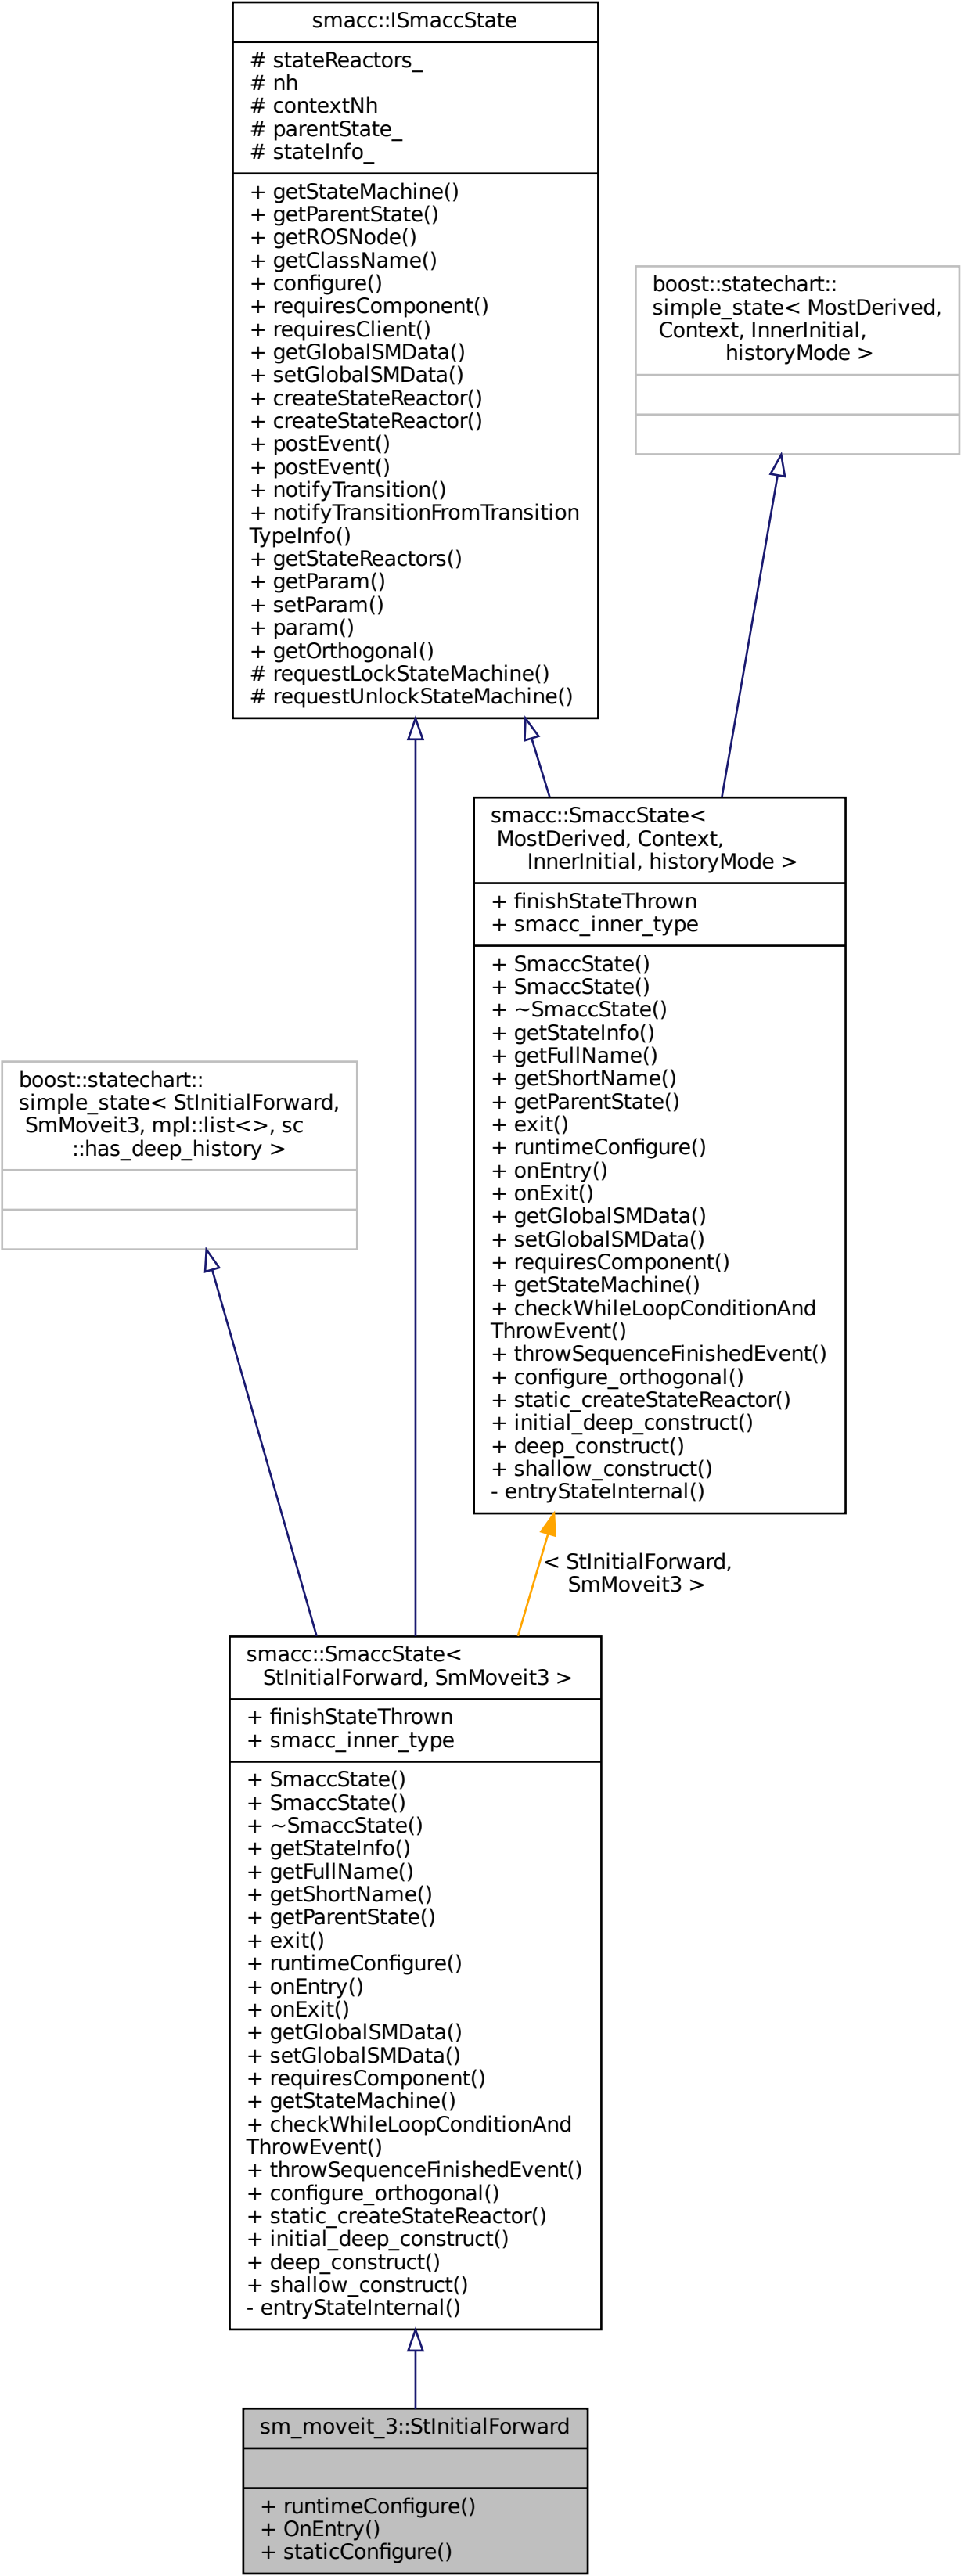 smacc::ISmaccState
# stateReactors_
# nh
# contextNh
# parentState_
# stateInfo_
+ getStateMachine()
+ getParentState()
+ getROSNode()
+ getClassName()
+ configure()
+ requiresComponent()
+ requiresClient()
+ getGlobalSMData()
+ setGlobalSMData()
+ createStateReactor()
+ createStateReactor()
+ postEvent()
+ postEvent()
+ notifyTransition()
+ notifyTransitionFromTransition
TypeInfo()
+ getStateReactors()
+ getParam()
+ setParam()
+ param()
+ getOrthogonal()
# requestLockStateMachine()
# requestUnlockStateMachine()
boost::statechart::
simple_state< MostDerived,
Context, InnerInitial,
historyMode >
smacc::SmaccState<
MostDerived, Context,
InnerInitial, historyMode >
+ finishStateThrown
+ smacc_inner_type
+ SmaccState()
+ SmaccState()
+ ~SmaccState()
+ getStateInfo()
+ getFullName()
+ getShortName()
+ getParentState()
+ exit()
+ runtimeConfigure()
+ onEntry()
+ onExit()
+ getGlobalSMData()
+ setGlobalSMData()
+ requiresComponent()
+ getStateMachine()
+ checkWhileLoopConditionAnd
ThrowEvent()
+ throwSequenceFinishedEvent()
+ configure_orthogonal()
+ static_createStateReactor()
+ initial_deep_construct()
+ deep_construct()
+ shallow_construct()
- entryStateInternal()
boost::statechart::
simple_state< StInitialForward,
SmMoveit3, mpl::list<>, sc
::has_deep_history >
< StInitialForward,
SmMoveit3 >
smacc::SmaccState<
StInitialForward, SmMoveit3 >
+ finishStateThrown
+ smacc_inner_type
+ SmaccState()
+ SmaccState()
+ ~SmaccState()
+ getStateInfo()
+ getFullName()
+ getShortName()
+ getParentState()
+ exit()
+ runtimeConfigure()
+ onEntry()
+ onExit()
+ getGlobalSMData()
+ setGlobalSMData()
+ requiresComponent()
+ getStateMachine()
+ checkWhileLoopConditionAnd
ThrowEvent()
+ throwSequenceFinishedEvent()
+ configure_orthogonal()
+ static_createStateReactor()
+ initial_deep_construct()
+ deep_construct()
+ shallow_construct()
- entryStateInternal()
sm_moveit_3::StInitialForward
+ runtimeConfigure()
+ OnEntry()
+ staticConfigure()